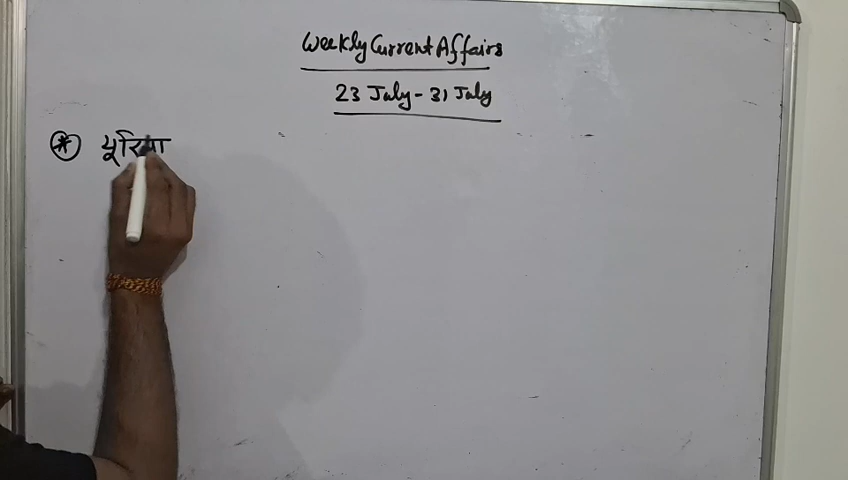 Weekly Current Affairs
23 July - 31 July
* यूरिया